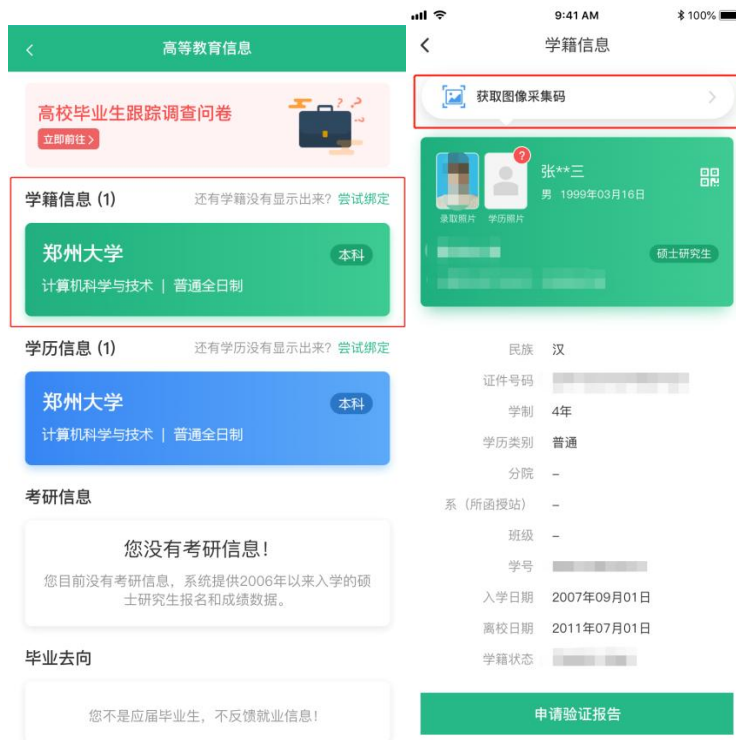 高等教育信息
高校毕业生跟踪调查问卷
立即前往>
学籍信息 (1)
还有学籍没有显示出来? 尝试绑定
郑州大学
本科
计算机科学与技术 | 普通全日制
学历信息 (1)
还有学历没有显示出来? 尝试绑定
郑州大学
本科
计算机科学与技术 | 普通全日制
考研信息
您没有考研信息!
您目前没有考研信息, 系统提供2006年以来入学的硕
士研究生报名和成绩数据。
毕业去向
您不是应届毕业生, 不反馈就业信息!
9:41 AM
100%
学籍信息
获取图像采集码
张**三
男 1999年03月16日
录取照片 学历照片
硕士研究生
民族 汉
证件号码
学制 4年
学历类别 普通
分院 –
系 (所函授站) –
班级 –
学号
入学日期 2007年09月01日
离校日期 2011年07月01日
学籍状态
申请验证报告